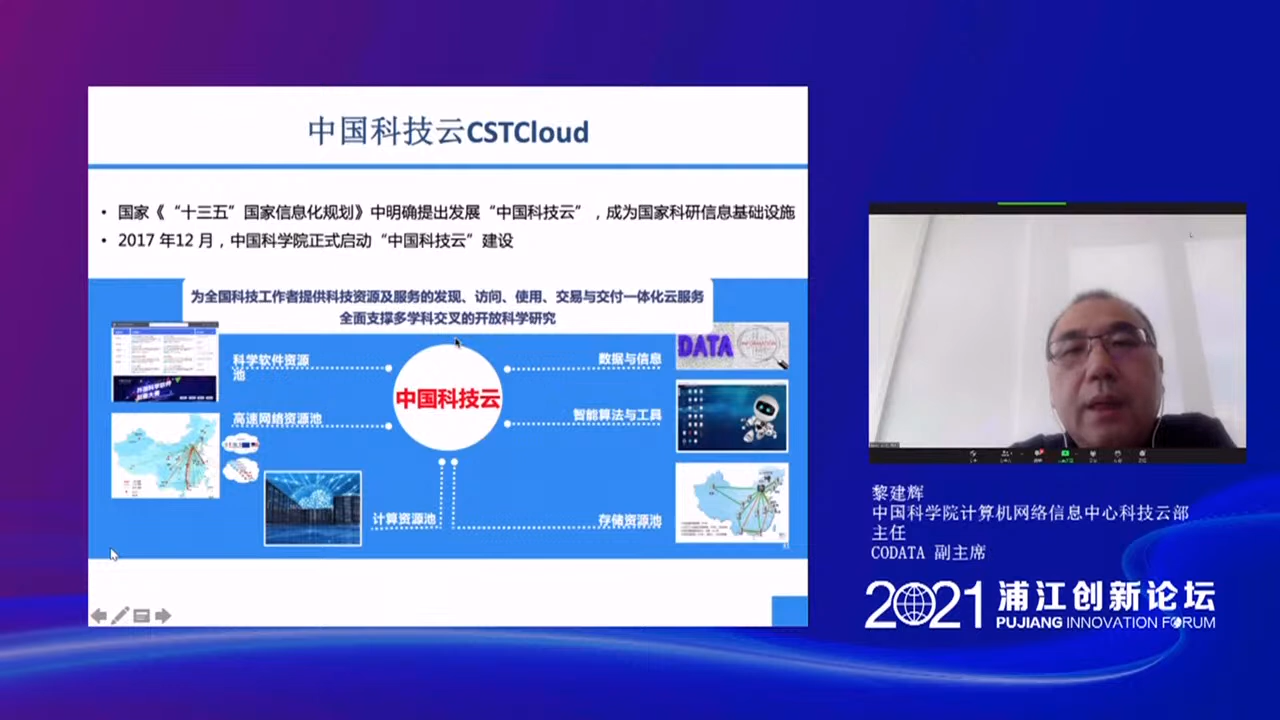 中国科技云CSTCloud
• 国家《“十三五”国家信息化规划》中明确提出发展“中国科技云”，成为国家科研信息基础设施
• 2017 年12 月，中国科学院正式启动“中国科技云”建设
为全国科技工作者提供科技资源及服务的发现、访问、使用、交易与交付一体化云服务
全面支撑多学科交叉的开放科学研究
科学软件资源
池
高速网络资源池
中国科技云
数据与信息
智能算法与工具
计算资源池
存储资源池
DATA
INFORMATION
黎建辉
中国科学院计算机网络信息中心科技云部
主任
CODATA 副主席
2021 浦江创新论坛
PUJIANG INNOVATION FORUM